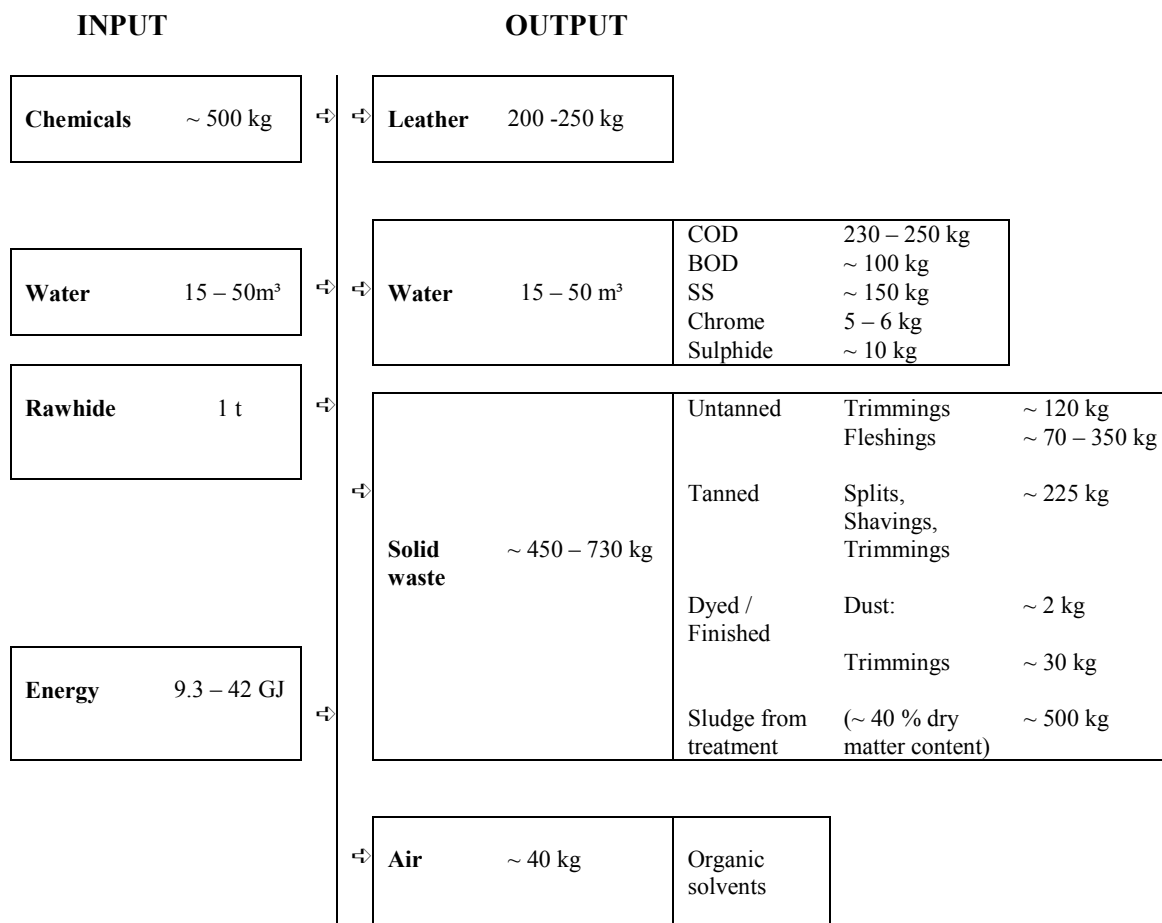 INPUT OUTPUT
Chemicals ~ 500 kg
Leather 200 -250 kg
Water 15 – 50m³
Water 15 – 50 m³
COD 230 – 250 kg
BOD ~ 100 kg
SS ~ 150 kg
Chrome 5 – 6 kg
Sulphide ~ 10 kg
Rawhide 1 t
Energy 9.3 – 42 GJ
Solid ~ 450 – 730 kg
waste
Untanned Trimmings ~ 120 kg
Fleshings ~ 70 – 350 kg
Tanned Splits, ~ 225 kg
Shavings,
Trimmings
Dyed / Dust: ~ 2 kg
Finished
Trimmings ~ 30 kg
Sludge from (~ 40 % dry ~ 500 kg
treatment matter content)
Air ~ 40 kg
Organic
solvents